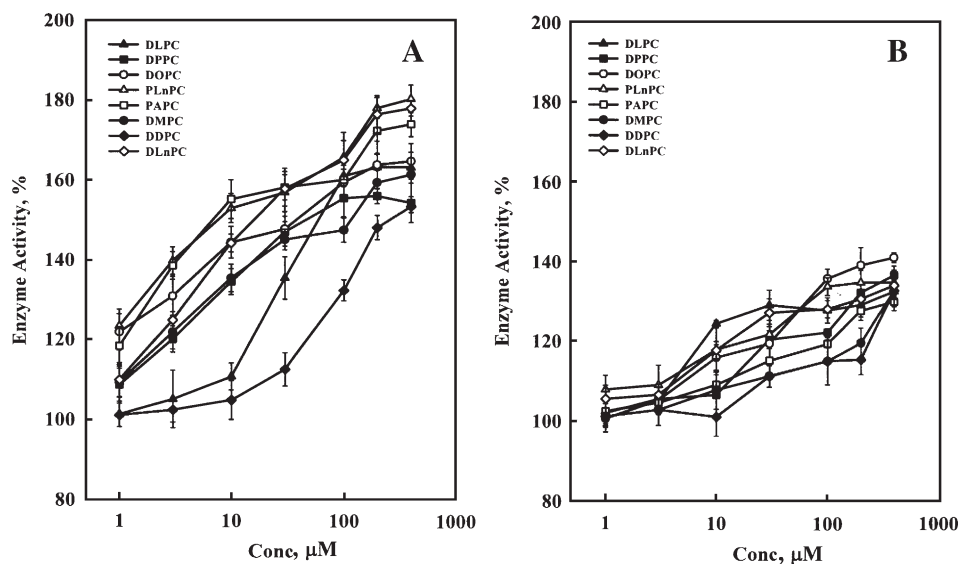 A
200
180
160
140
120
100
80
Enzyme Activity, %
DLPC
DPPC
DOPC
PLnPC
PAPC
DMPC
DDPC
DLnPC
1 10 100 1000
Conc, μM
B
200
180
160
140
120
100
80
Enzyme Activity, %
DLPC
DPPC
DOPC
PLnPC
PAPC
DMPC
DDPC
DLnPC
1 10 100 1000
Conc, μM